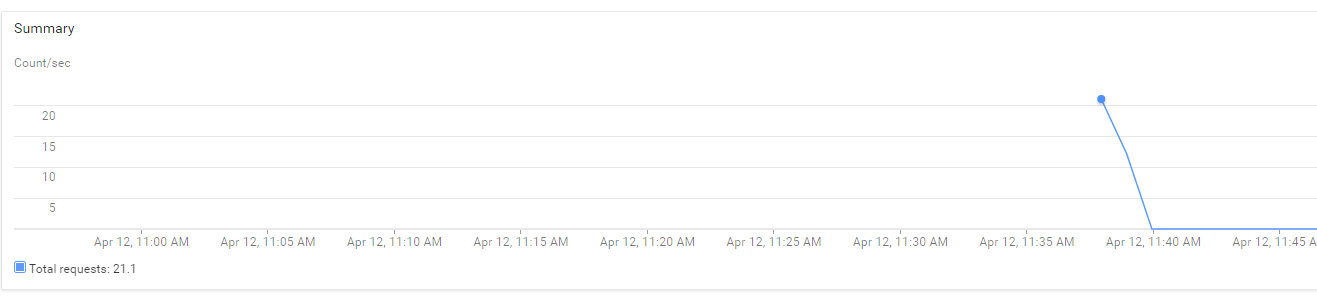 Summary
Count/sec
20
15
10
5
Apr 12, 11:00 AM Apr 12, 11:05 AM Apr 12, 11:10 AM Apr 12, 11:15 AM Apr 12, 11:20 AM Apr 12, 11:25 AM Apr 12, 11:30 AM Apr 12, 11:35 AM Apr 12, 11:40 AM Apr 12, 11:45 A
Total requests: 21.1